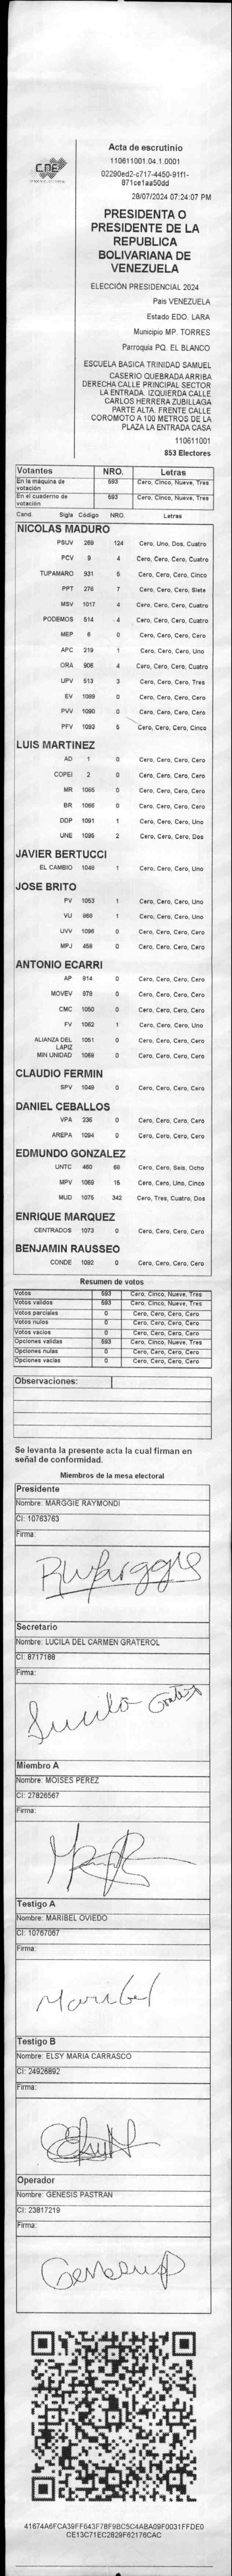 CNE
Acta de escrutinio
110611001.04.1.0001
02290ed2-c717-4450-91f1-
871ce1aa50dd
28/07/2024 07:24:07 PM
PRESIDENTA O
PRESIDENTE DE LA
REPUBLICA
BOLIVARIANA DE
VENEZUELA
ELECCIÓN PRESIDENCIAL 2024
Pais VENEZUELA
Estado EDO. LARA
Municipio MP. TORRES
Parroquia PQ. EL BLANCO
ESCUELA BASICA TRINIDAD SAMUEL
CASERIO QUEBRADA ARRIBA
DERECHA CALLE PRINCIPAL SECTOR
LA ENTRADA. IZQUIERDA CALLE
CARLOS HERRERA ZUBILLAGA
PARTE ALTA. FRENTE CALLE
COROMOTO A 100 METROS DE LA
PLAZA LA ENTRADA CASA
110611001
853 Electores
Votantes NRO. Letras
En la máquina de votación 593 Cero, Cinco, Nueve, Tres
En el cuaderno de votación 593 Cero, Cinco, Nueve, Tres
Cand. Sigla Código NRO. Letras
NICOLAS MADURO
PSUV 269 124 Cero, Uno, Dos, Cuatro
PCV 9 4 Cero, Cero, Cero, Cuatro
TUPAMARO 931 5 Cero, Cero, Cero, Cinco
PPT 276 7 Cero, Cero, Cero, Siete
MSV 1017 4 Cero, Cero, Cero, Cuatro
PODEMOS 514 4 Cero, Cero, Cero, Cuatro
MEP 6 0 Cero, Cero, Cero, Cero
APC 219 1 Cero, Cero, Cero, Uno
ORA 906 4 Cero, Cero, Cero, Cuatro
UPV 513 3 Cero, Cero, Cero, Tres
EV 1099 0 Cero, Cero, Cero, Cero
PVV 1090 0 Cero, Cero, Cero, Cero
PFV 1093 5 Cero, Cero, Cero, Cinco
LUIS MARTINEZ
AD 1 0 Cero, Cero, Cero, Cero
COPEI 2 0 Cero, Cero, Cero, Cero
MR 1065 0 Cero, Cero, Cero, Cero
BR 1066 0 Cero, Cero, Cero, Cero
DDP 1091 1 Cero, Cero, Cero, Uno
UNE 1095 2 Cero, Cero, Cero, Dos
JAVIER BERTUCCI
EL CAMBIO 1048 1 Cero, Cero, Cero, Uno
JOSE BRITO
PV 1053 1 Cero, Cero, Cero, Uno
VU 868 1 Cero, Cero, Cero, Uno
UVV 1096 0 Cero, Cero, Cero, Cero
MPJ 458 0 Cero, Cero, Cero, Cero
ANTONIO ECARRI
AP 914 0 Cero, Cero, Cero, Cero
MOVEV 978 0 Cero, Cero, Cero, Cero
CMC 1050 0 Cero, Cero, Cero, Cero
FV 1062 1 Cero, Cero, Cero, Uno
ALIANZA DEL LAPIZ 1051 0 Cero, Cero, Cero, Cero
MIN UNIDAD 1068 0 Cero, Cero, Cero, Cero
CLAUDIO FERMIN
SPV 1049 0 Cero, Cero, Cero, Cero
DANIEL CEBALLOS
VPA 236 0 Cero, Cero, Cero, Cero
AREPA 1094 0 Cero, Cero, Cero, Cero
EDMUNDO GONZALEZ
UNTC 460 68 Cero, Cero, Seis, Ocho
MPV 1069 15 Cero, Cero, Uno, Cinco
MUD 1075 342 Cero, Tres, Cuatro, Dos
ENRIQUE MARQUEZ
CENTRADOS 1073 0 Cero, Cero, Cero, Cero
BENJAMIN RAUSSEO
CONDE 1092 0 Cero, Cero, Cero, Cero
Resumen de votos
Votos 593 Cero, Cinco, Nueve, Tres
Votos validos 593 Cero, Cinco, Nueve, Tres
Votos parciales 0 Cero, Cero, Cero, Cero
Votos nulos 0 Cero, Cero, Cero, Cero
Votos vacios 0 Cero, Cero, Cero, Cero
Opciones validas 593 Cero, Cinco, Nueve, Tres
Opciones nulas 0 Cero, Cero, Cero, Cero
Opciones vacias 0 Cero, Cero, Cero, Cero
Observaciones:
Se levanta la presente acta la cual firman en
señal de conformidad.
Miembros de la mesa electoral
Presidente
Nombre: MARGGIE RAYMONDI
CI: 10763763
Firma:
Secretario
Nombre: LUCILA DEL CARMEN GRATEROL
CI: 8717188
Firma:
Lucila Grater
Miembro A
Nombre: MOISES PEREZ
CI: 27826567
Firma:
Testigo A
Nombre: MARIBEL OVIEDO
CI: 10767067
Firma:
Maribel
Testigo B
Nombre: ELSY MARIA CARRASCO
CI: 24926892
Firma:
Operador
Nombre: GENESIS PASTRAN
CI: 23817219
Firma:
41674A6FCA39FF643F78F9BC5C4ABA09F0031FFDE0
CE13C71EC2829F62176CAC